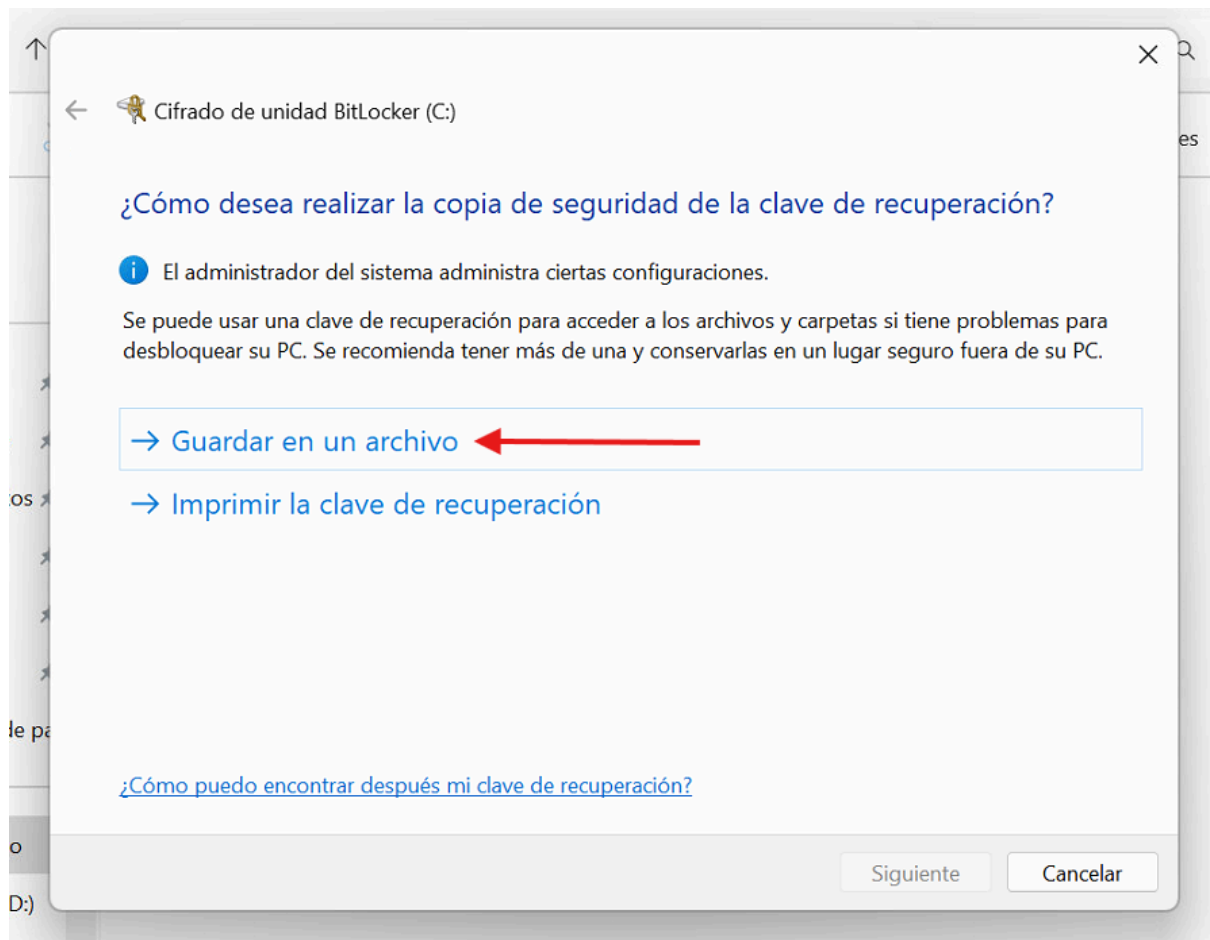 Cifrado de unidad BitLocker (C:)
es
¿Cómo desea realizar la copia de seguridad de la clave de recuperación?
El administrador del sistema administra ciertas configuraciones.
Se puede usar una clave de recuperación para acceder a los archivos y carpetas si tiene problemas para
desbloquear su PC. Se recomienda tener más de una y conservarlas en un lugar seguro fuera de su PC.
Guardar en un archivo
os
Imprimir la clave de recuperación
de pa
¿Cómo puedo encontrar después mi clave de recuperación?
o
Siguiente
Cancelar
D:)